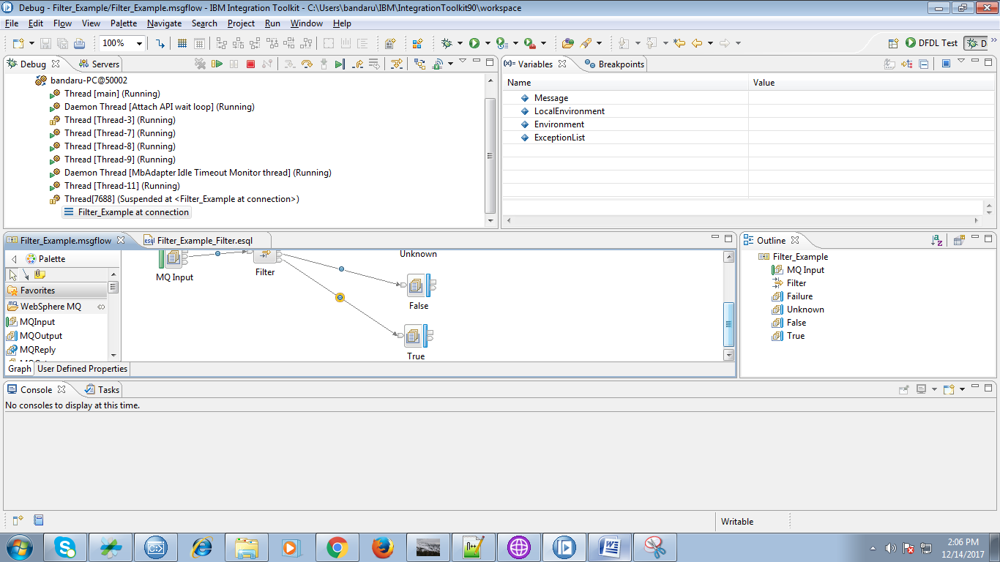 Debug - Filter_Example/Filter_Example.msgflow - IBM Integration Toolkit - C:\Users\bandaru\IBM\IntegrationToolkit90\workspace
File Edit Flow View Palette Navigate Search Project Run Window Help
100% DFDL Test D
Debug Servers
bandaru-PC@50002
Thread [main] (Running)
Daemon Thread [Attach API wait loop] (Running)
Thread [Thread-3] (Running)
Thread [Thread-7] (Running)
Thread [Thread-8] (Running)
Thread [Thread-9] (Running)
Daemon Thread [MbAdapter Idle Timeout Monitor thread] (Running)
Thread [Thread-11] (Running)
Thread[7688] (Suspended at <Filter_Example at connection>)
Filter_Example at connection
(x)= Variables Breakpoints
Name Value
Message
LocalEnvironment
Environment
ExceptionList
Filter_Example.msgflow esql Filter_Example_Filter.esql
Palette
Favorites
WebSphere MQ
MQInput
MQOutput
MQReply
MQ Input
Filter
Unknown
False
True
Graph User Defined Properties
Outline
Filter_Example
MQ Input
Filter
Failure
Unknown
False
True
Console Tasks
No consoles to display at this time.
Writable
2:06 PM
12/14/2017